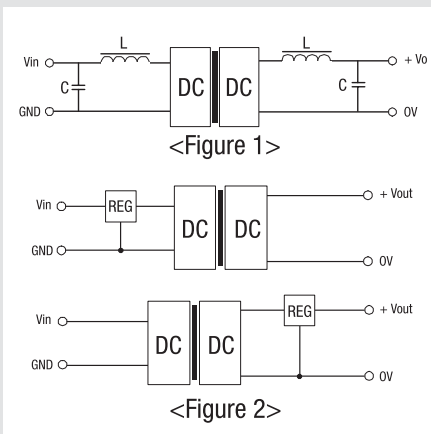 L L
Vin DC DC + Vo
C C
GND 0V
<Figure 1>
Vin REG DC DC + Vout
GND 0V
Vin DC DC REG + Vout
GND 0V
<Figure 2>